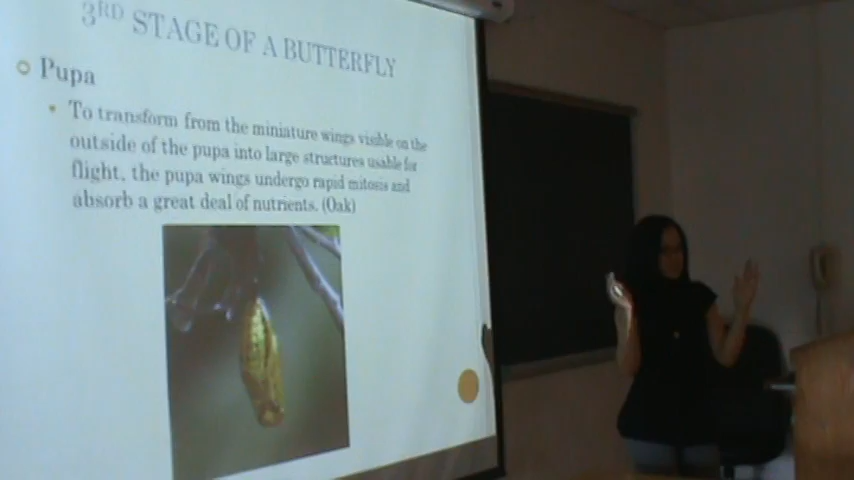 3RD STAGE OF A BUTTERFLY
Pupa
To transform from the miniature wings visible on the
outside of the pupa into large structures usable for
flight, the pupa wings undergo rapid mitosis and
absorb a great deal of nutrients. (Oak)